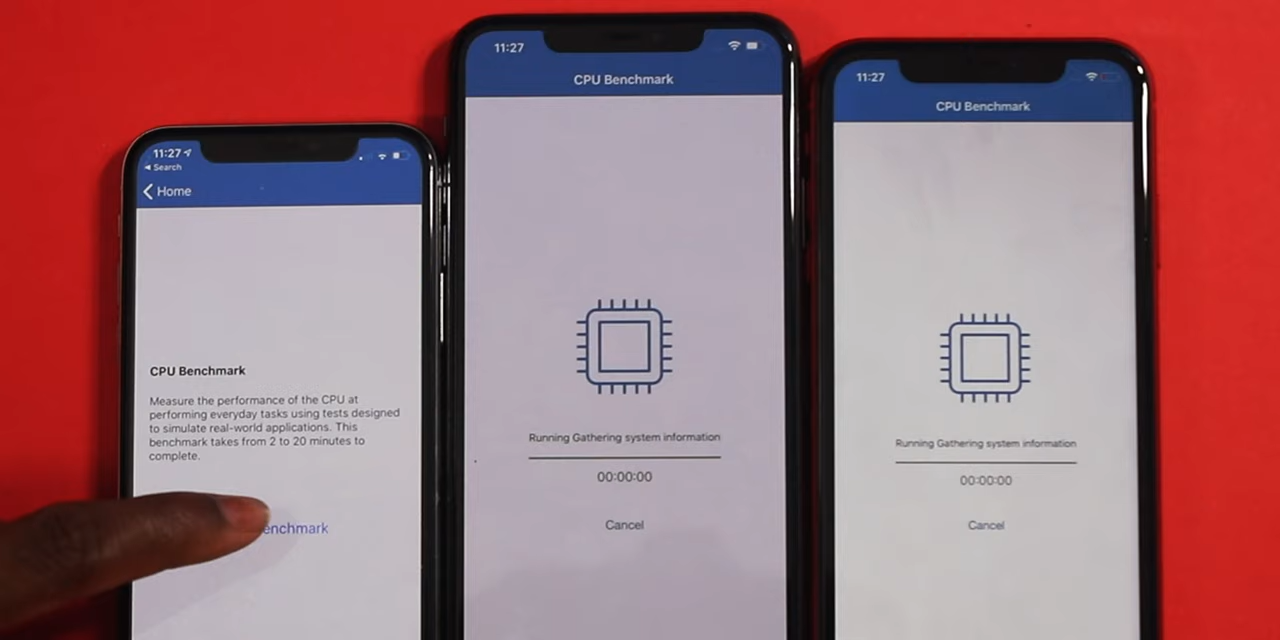 11:27
Search
Home
CPU Benchmark
Measure the performance of the CPU at
performing everyday tasks using tests designed
to simulate real-world applications. This
benchmark takes from 2 to 20 minutes to
complete.
enchmark
11:27
CPU Benchmark
Running Gathering system information
00:00:00
Cancel
11:27
CPU Benchmark
Running Gathering system information
00:00:00
Cancel